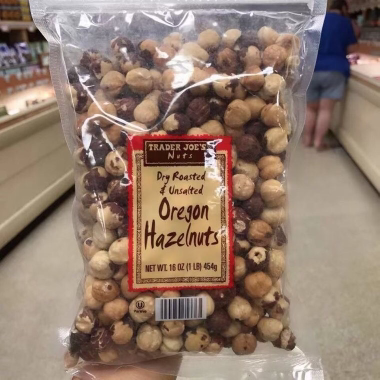 TRADER JOE'S
Nuts
Dry Roasted
& Unsalted
Oregon
Hazelnuts
NET WT. 16 OZ (1 LB) 454g